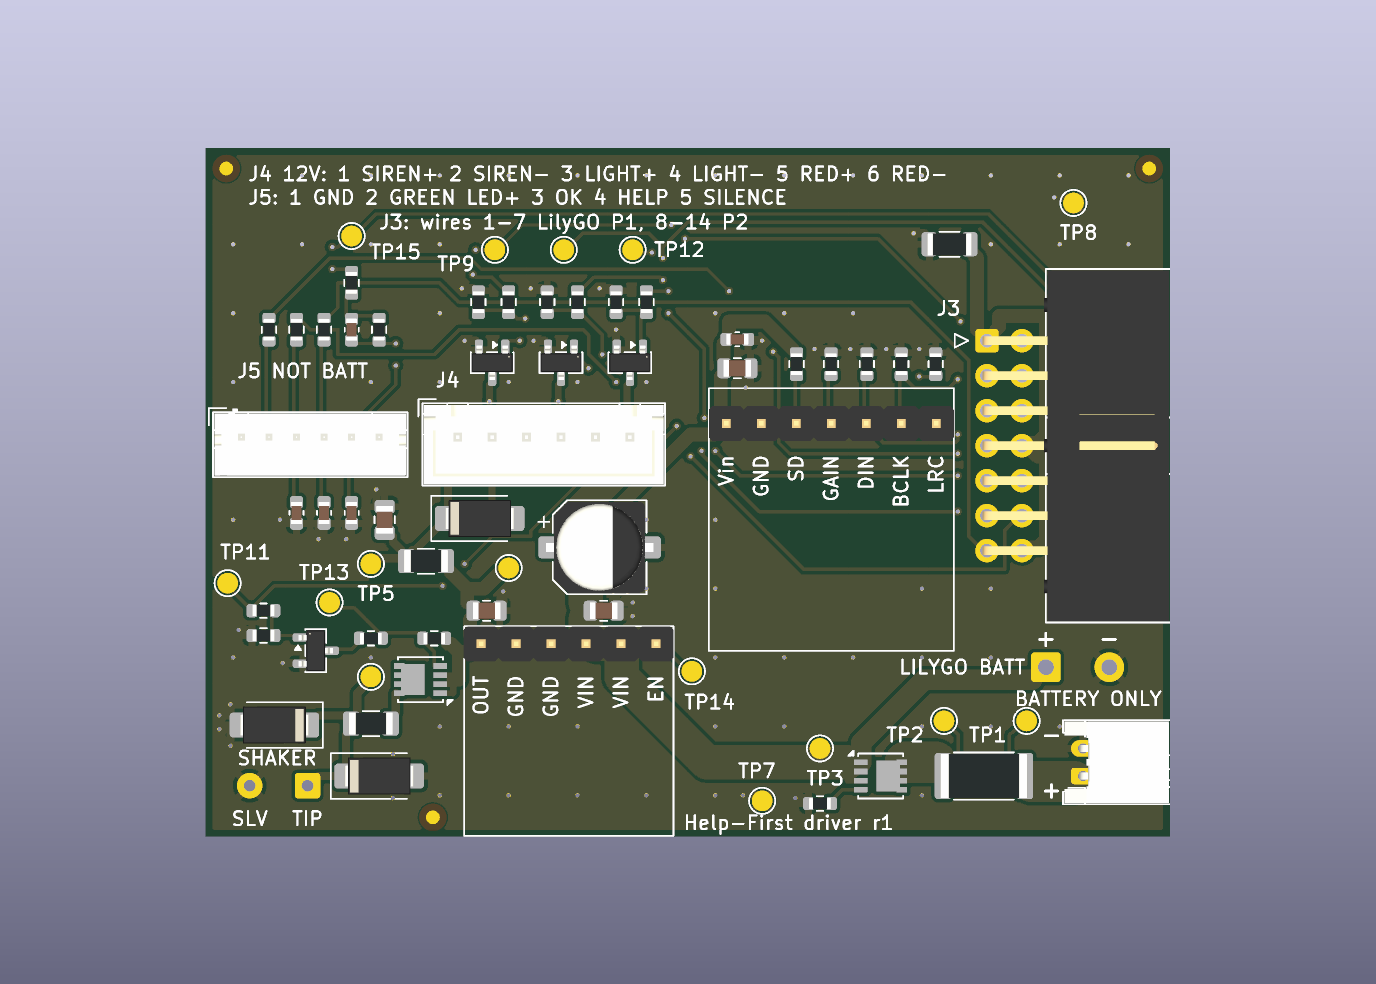 J4 12V: 1 SIREN+ 2 SIREN- 3 LIGHT+ 4 LIGHT- 5 RED+ 6 RED-
J5: 1 GND 2 GREEN LED+ 3 OK 4 HELP 5 SILENCE
J3: wires 1-7 LilyGO P1, 8-14 P2
TP8
TP15
TP9
TP12
J3
J5 NOT BATT
J4
Vin
GND
SD
GAIN
DIN
BCLK
LRC
+
TP11
TP13
TP5
+ -
LILYGO BATT
BATTERY ONLY
OUT
GND
GND
VIN
VIN
EN
TP14
TP2
TP1
-
SHAKER
TP7
TP3
+
SLV
TIP
Help-First driver r1